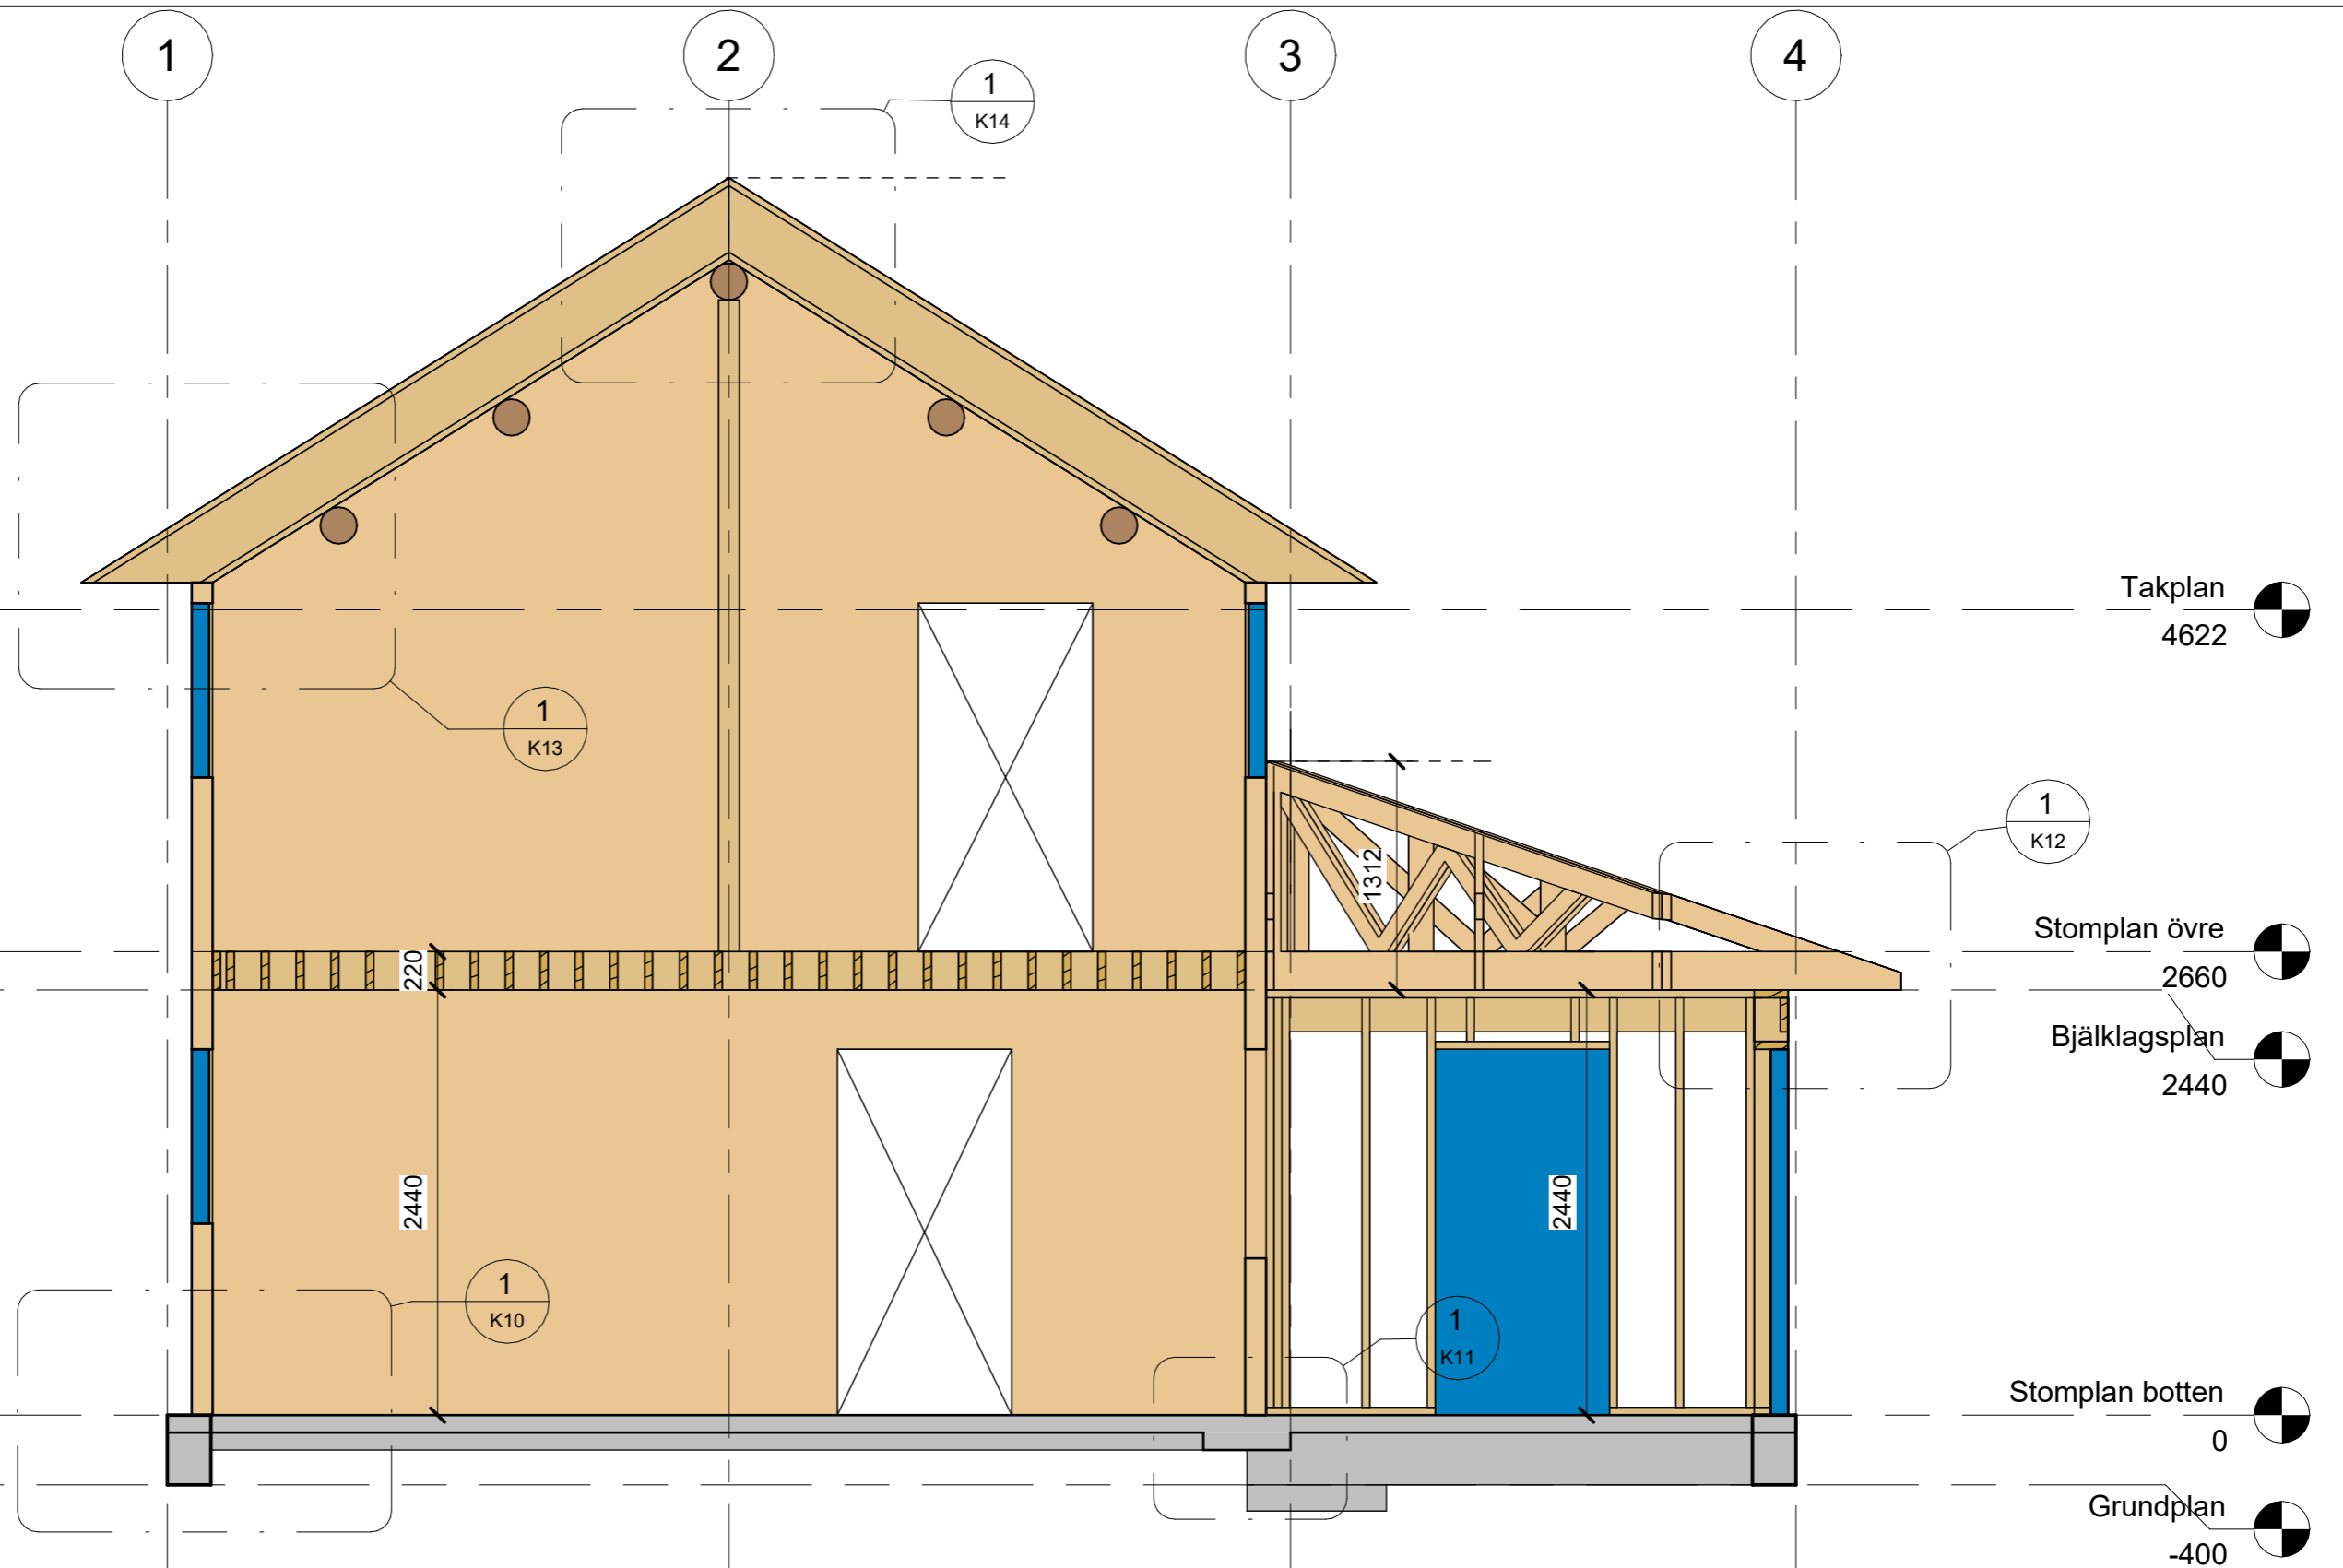 1
2
3
4
1
K14
Takplan
4622
1
K13
1
K12
1312
Stomplan övre
2660
220
Bjälklagsplan
2440
2440
2440
1
K10
1
K11
Stomplan botten
0
Grundplan
-400